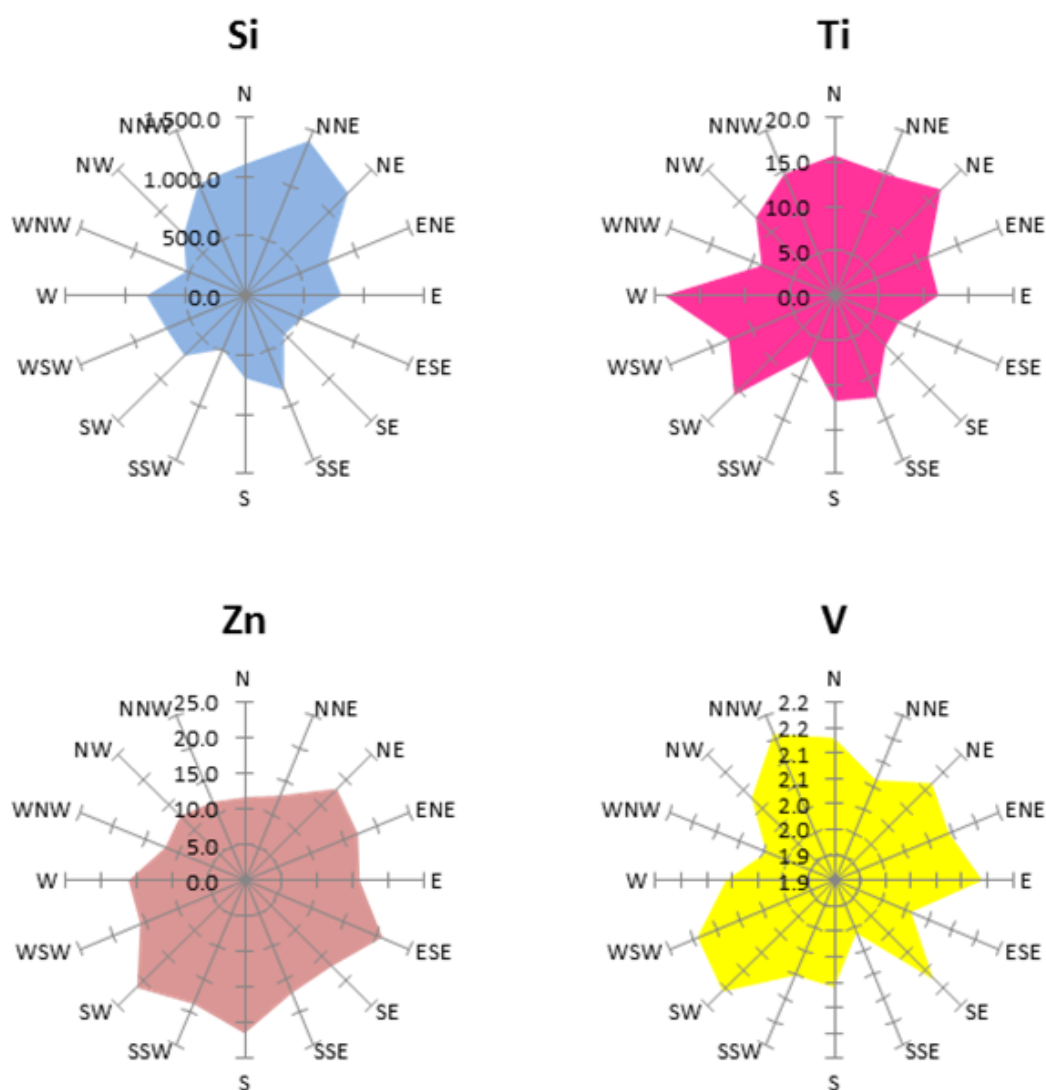 Si
N
NNE
NE
ENE
E
ESE
SE
SSE
S
SSW
SW
WSW
W
WNW
NW
NNW
1,500.0
1.000.0
500.0
0.0
Ti
N
NNE
NE
ENE
E
ESE
SE
SSE
S
SSW
SW
WSW
W
WNW
NW
NNW
20.0
15.0
10.0
5.0
0.0
Zn
N
NNE
NE
ENE
E
ESE
SE
SSE
S
SSW
SW
WSW
W
WNW
NW
NNW
25.0
20.0
15.0
10.0
5.0
0.0
V
N
NNE
NE
ENE
E
ESE
SE
SSE
S
SSW
SW
WSW
W
WNW
NW
NNW
2.2
2.2
2.1
2.1
2.0
2.0
1.9
1.9